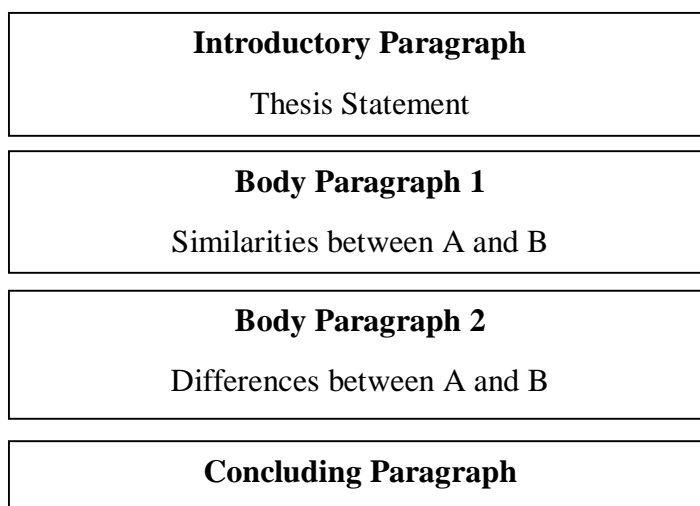 Introductory Paragraph
Thesis Statement
Body Paragraph 1
Similarities between A and B
Body Paragraph 2
Differences between A and B
Concluding Paragraph